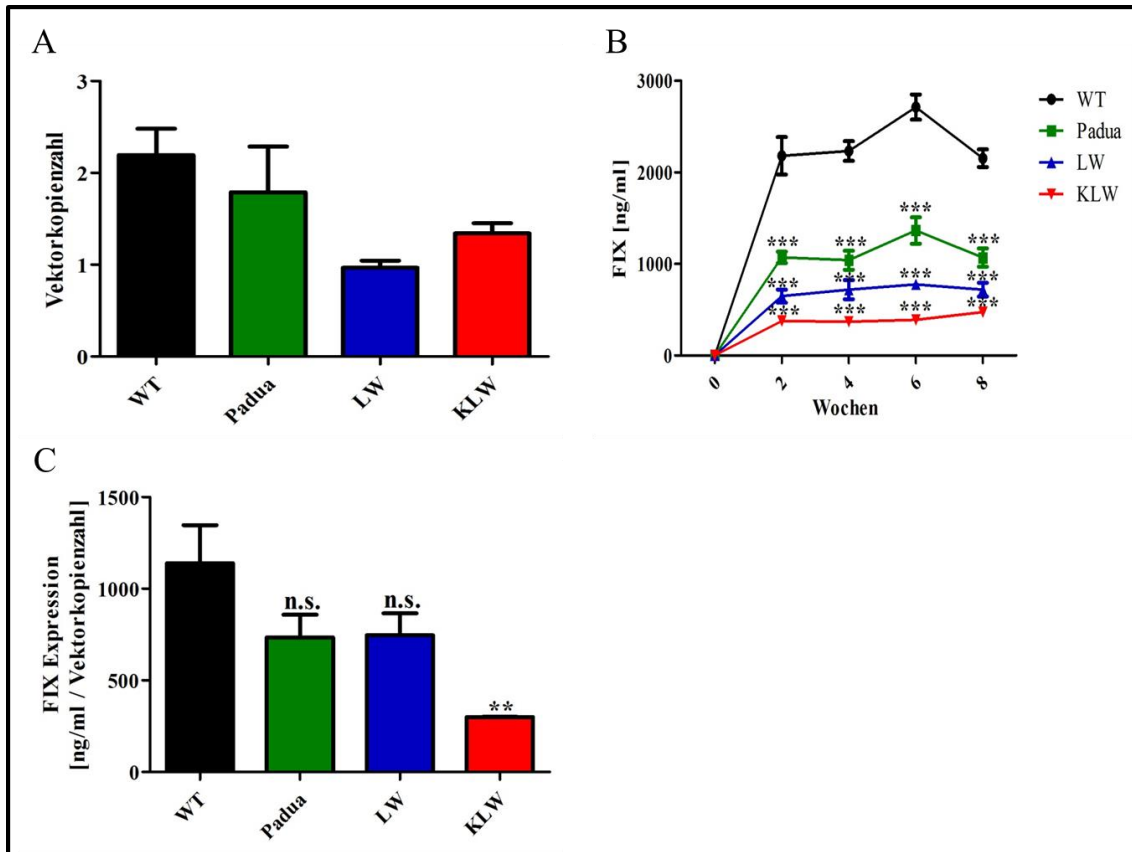 A
Vektorkopienzahl
3
2
1
0
WT
Padua
LW
KLW
B
FIX [ng/ml]
3000
2000
1000
0
***
*** *** ***
*** *** *** ***
*** *** *** ***
0 2 4 6 8
Wochen
WT
Padua
LW
KLW
C
FIX Expression
[ng/ml / Vektorkopienzahl]
1500
1000
500
0
n.s. n.s.
**
WT
Padua
LW
KLW